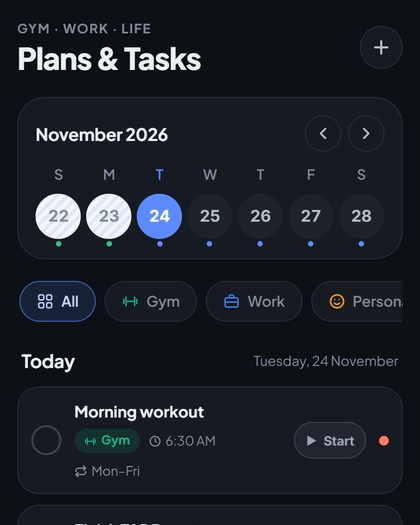 GYM · WORK · LIFE
Plans & Tasks
November 2026
S M T W T F S
22 23 24 25 26 27 28
All Gym Work Person
Today Tuesday, 24 November
Morning workout
Gym 6:30 AM Start
Mon–Fri